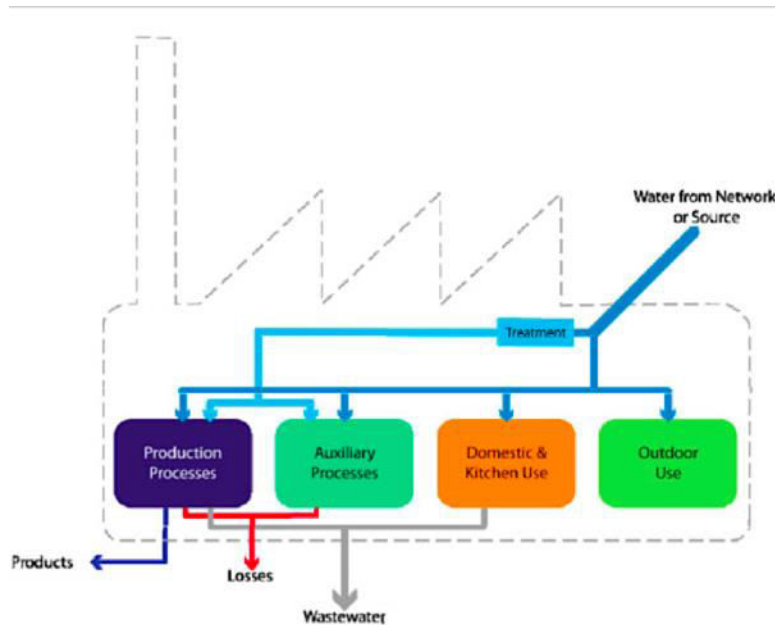 Water from Network
or Source
Treatment
Production
Processes
Auxiliary
Processes
Domestic &
Kitchen Use
Outdoor
Use
Products
Losses
Wastewater